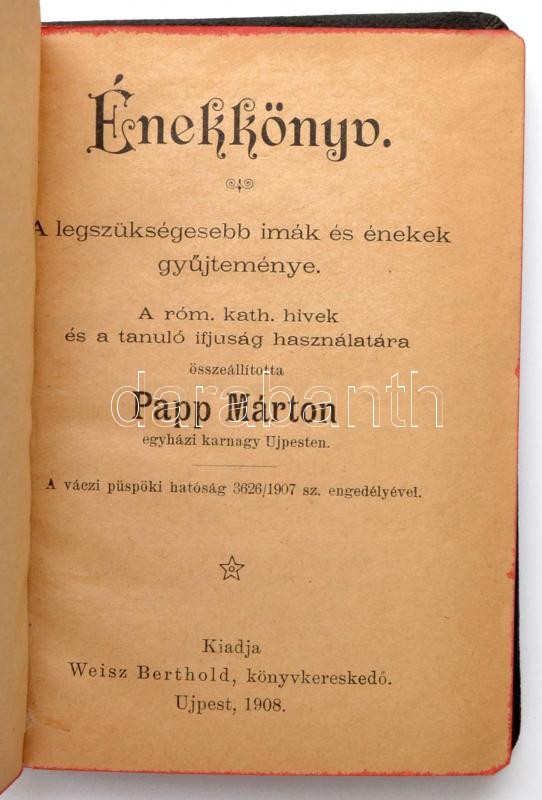 Énekkönyv.
A legszükségesebb imák és énekek
gyűjteménye.
A róm. kath. hivek
és a tanuló ifjuság használatára
összeállította
darabanth
Papp Márton
egyházi karnagy Ujpesten.
A váczi püspöki hatóság 3626/1907 sz. engedélyével.
Kiadja
Weisz Berthold, könyvkereskedő.
Ujpest, 1908.